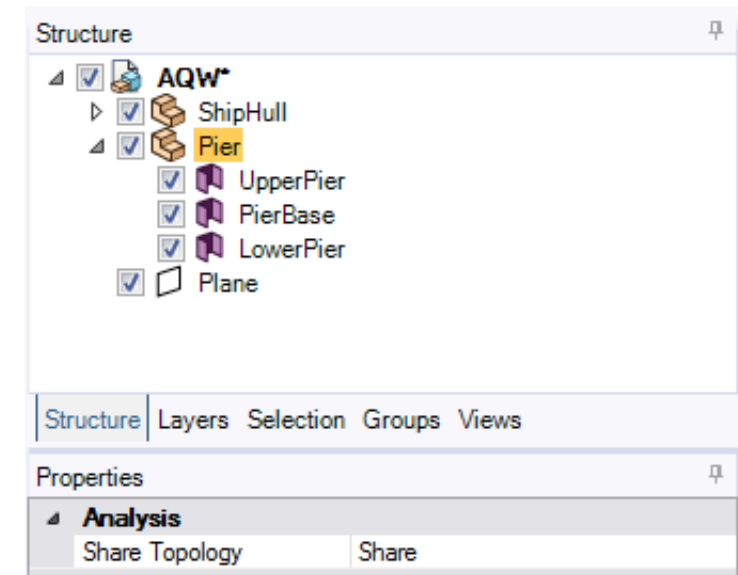 Structure
AQW*
ShipHull
Pier
UpperPier
PierBase
LowerPier
Plane
Structure Layers Selection Groups Views
Properties
Analysis
Share Topology Share